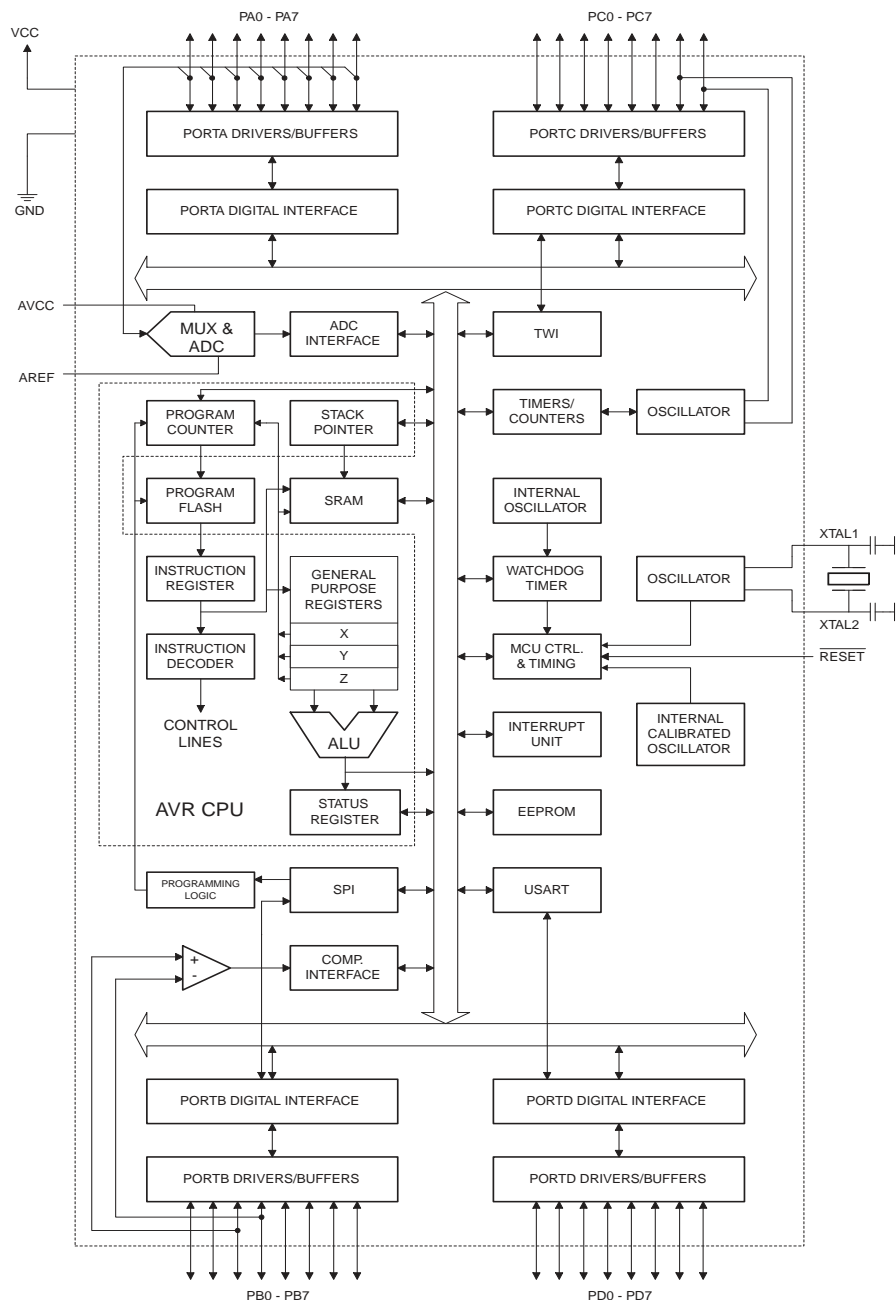 PA0 - PA7
PC0 - PC7
VCC
PORTA DRIVERS/BUFFERS
PORTC DRIVERS/BUFFERS
GND
PORTA DIGITAL INTERFACE
PORTC DIGITAL INTERFACE
AVCC
MUX &
ADC
ADC
INTERFACE
TWI
AREF
PROGRAM
COUNTER
STACK
POINTER
TIMERS/
COUNTERS
OSCILLATOR
PROGRAM
FLASH
SRAM
INTERNAL
OSCILLATOR
XTAL1
INSTRUCTION
REGISTER
GENERAL
PURPOSE
REGISTERS
WATCHDOG
TIMER
OSCILLATOR
XTAL2
X
INSTRUCTION
DECODER
Y
Z
MCU CTRL.
& TIMING
RESET
CONTROL
LINES
ALU
INTERRUPT
UNIT
INTERNAL
CALIBRATED
OSCILLATOR
AVR CPU
STATUS
REGISTER
EEPROM
PROGRAMMING
LOGIC
SPI
USART
+
-
COMP.
INTERFACE
PORTB DIGITAL INTERFACE
PORTD DIGITAL INTERFACE
PORTB DRIVERS/BUFFERS
PORTD DRIVERS/BUFFERS
PB0 - PB7
PD0 - PD7